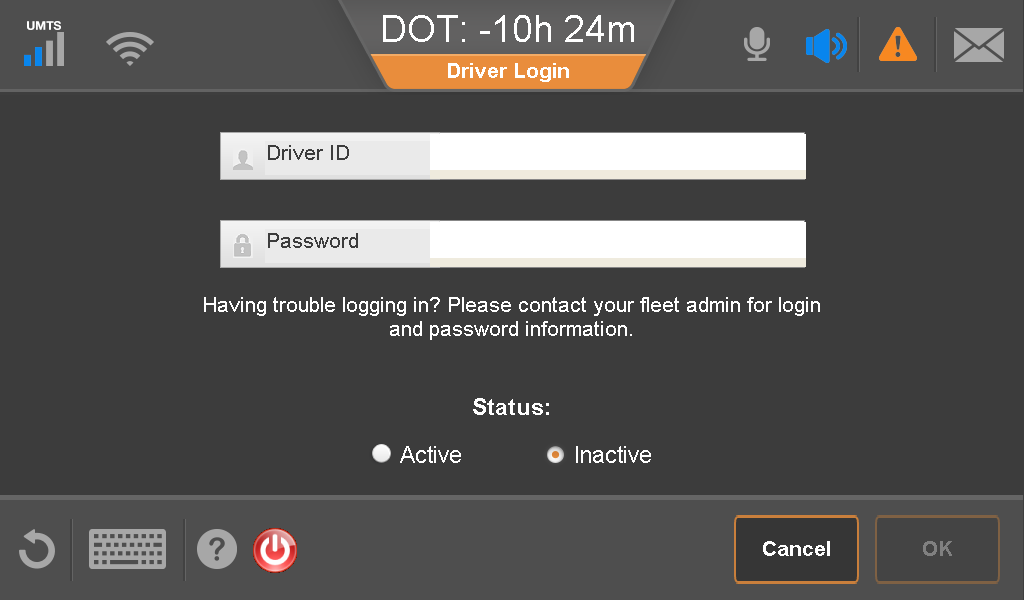 UMTS
DOT: -10h 24m
Driver Login
Driver ID
Password
Having trouble logging in? Please contact your fleet admin for login
and password information.
Status:
Active
Inactive
?
Cancel
OK